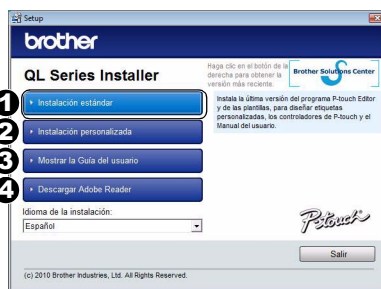 Setup
brother
QL Series Installer
Haga clic en el botón de la
derecha para obtener la
versión más reciente.
Brother Solutions Center
1
Instalación estándar
Instala la última versión del programa P-touch Editor
y de las plantillas, para diseñar etiquetas
personalizadas, los controladores de P-touch y el
Manual del usuario.
2
Instalación personalizada
3
Mostrar la Guía del usuario
4
Descargar Adobe Reader
Idioma de la instalación:
Español
P-touch
Salir
(c) 2010 Brother Industries, Ltd. All Rights Reserved.